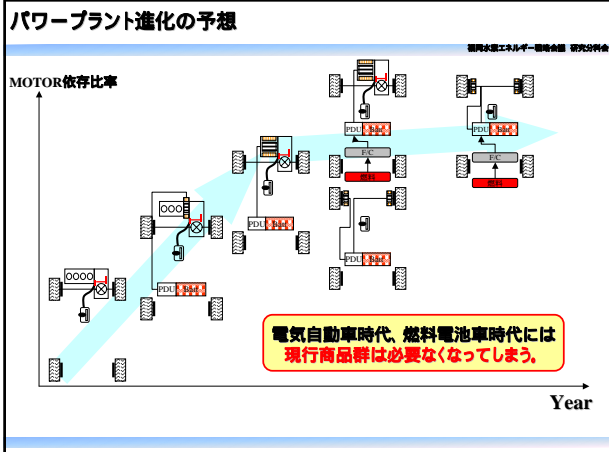 パワープラント進化の予想
福岡水素エネルギー戦略会議 研究分科会
MOTOR依存比率
PDU Batt
F/C
燃料
PDU Batt
F/C
燃料
PDU Batt
PDU Batt
PDU Batt
電気自動車時代、燃料電池車時代には
現行商品群は必要なくなってしまう。
Year